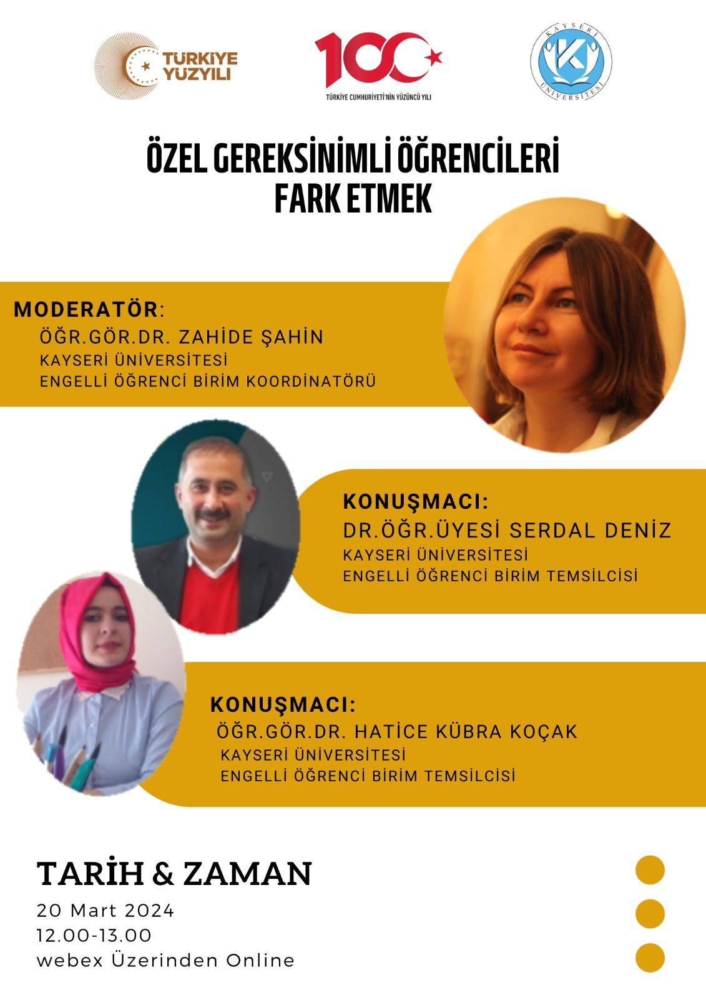 TÜRKİYE
YÜZYILI
100
TÜRKİYE CUMHURİYETİ'NİN YÜZÜNCÜ YILI
KAYSERİ
ÜNİVERSİTESİ
ÖZEL GEREKSİNİMLİ ÖĞRENCİLERİ
FARK ETMEK
MODERATÖR:
ÖĞR.GÖR.DR. ZAHİDE ŞAHİN
KAYSERİ ÜNİVERSİTESİ
ENGELLİ ÖĞRENCİ BİRİM KOORDİNATÖRÜ
KONUŞMACI:
DR.ÖĞR.ÜYESİ SERDAL DENİZ
KAYSERİ ÜNİVERSİTESİ
ENGELLİ ÖĞRENCİ BİRİM TEMSİLCİSİ
KONUŞMACI:
ÖĞR.GÖR.DR. HATİCE KÜBRA KOÇAK
KAYSERİ ÜNİVERSİTESİ
ENGELLİ ÖĞRENCİ BİRİM TEMSİLCİSİ
TARİH & ZAMAN
20 Mart 2024
12.00-13.00
webex Üzerinden Online